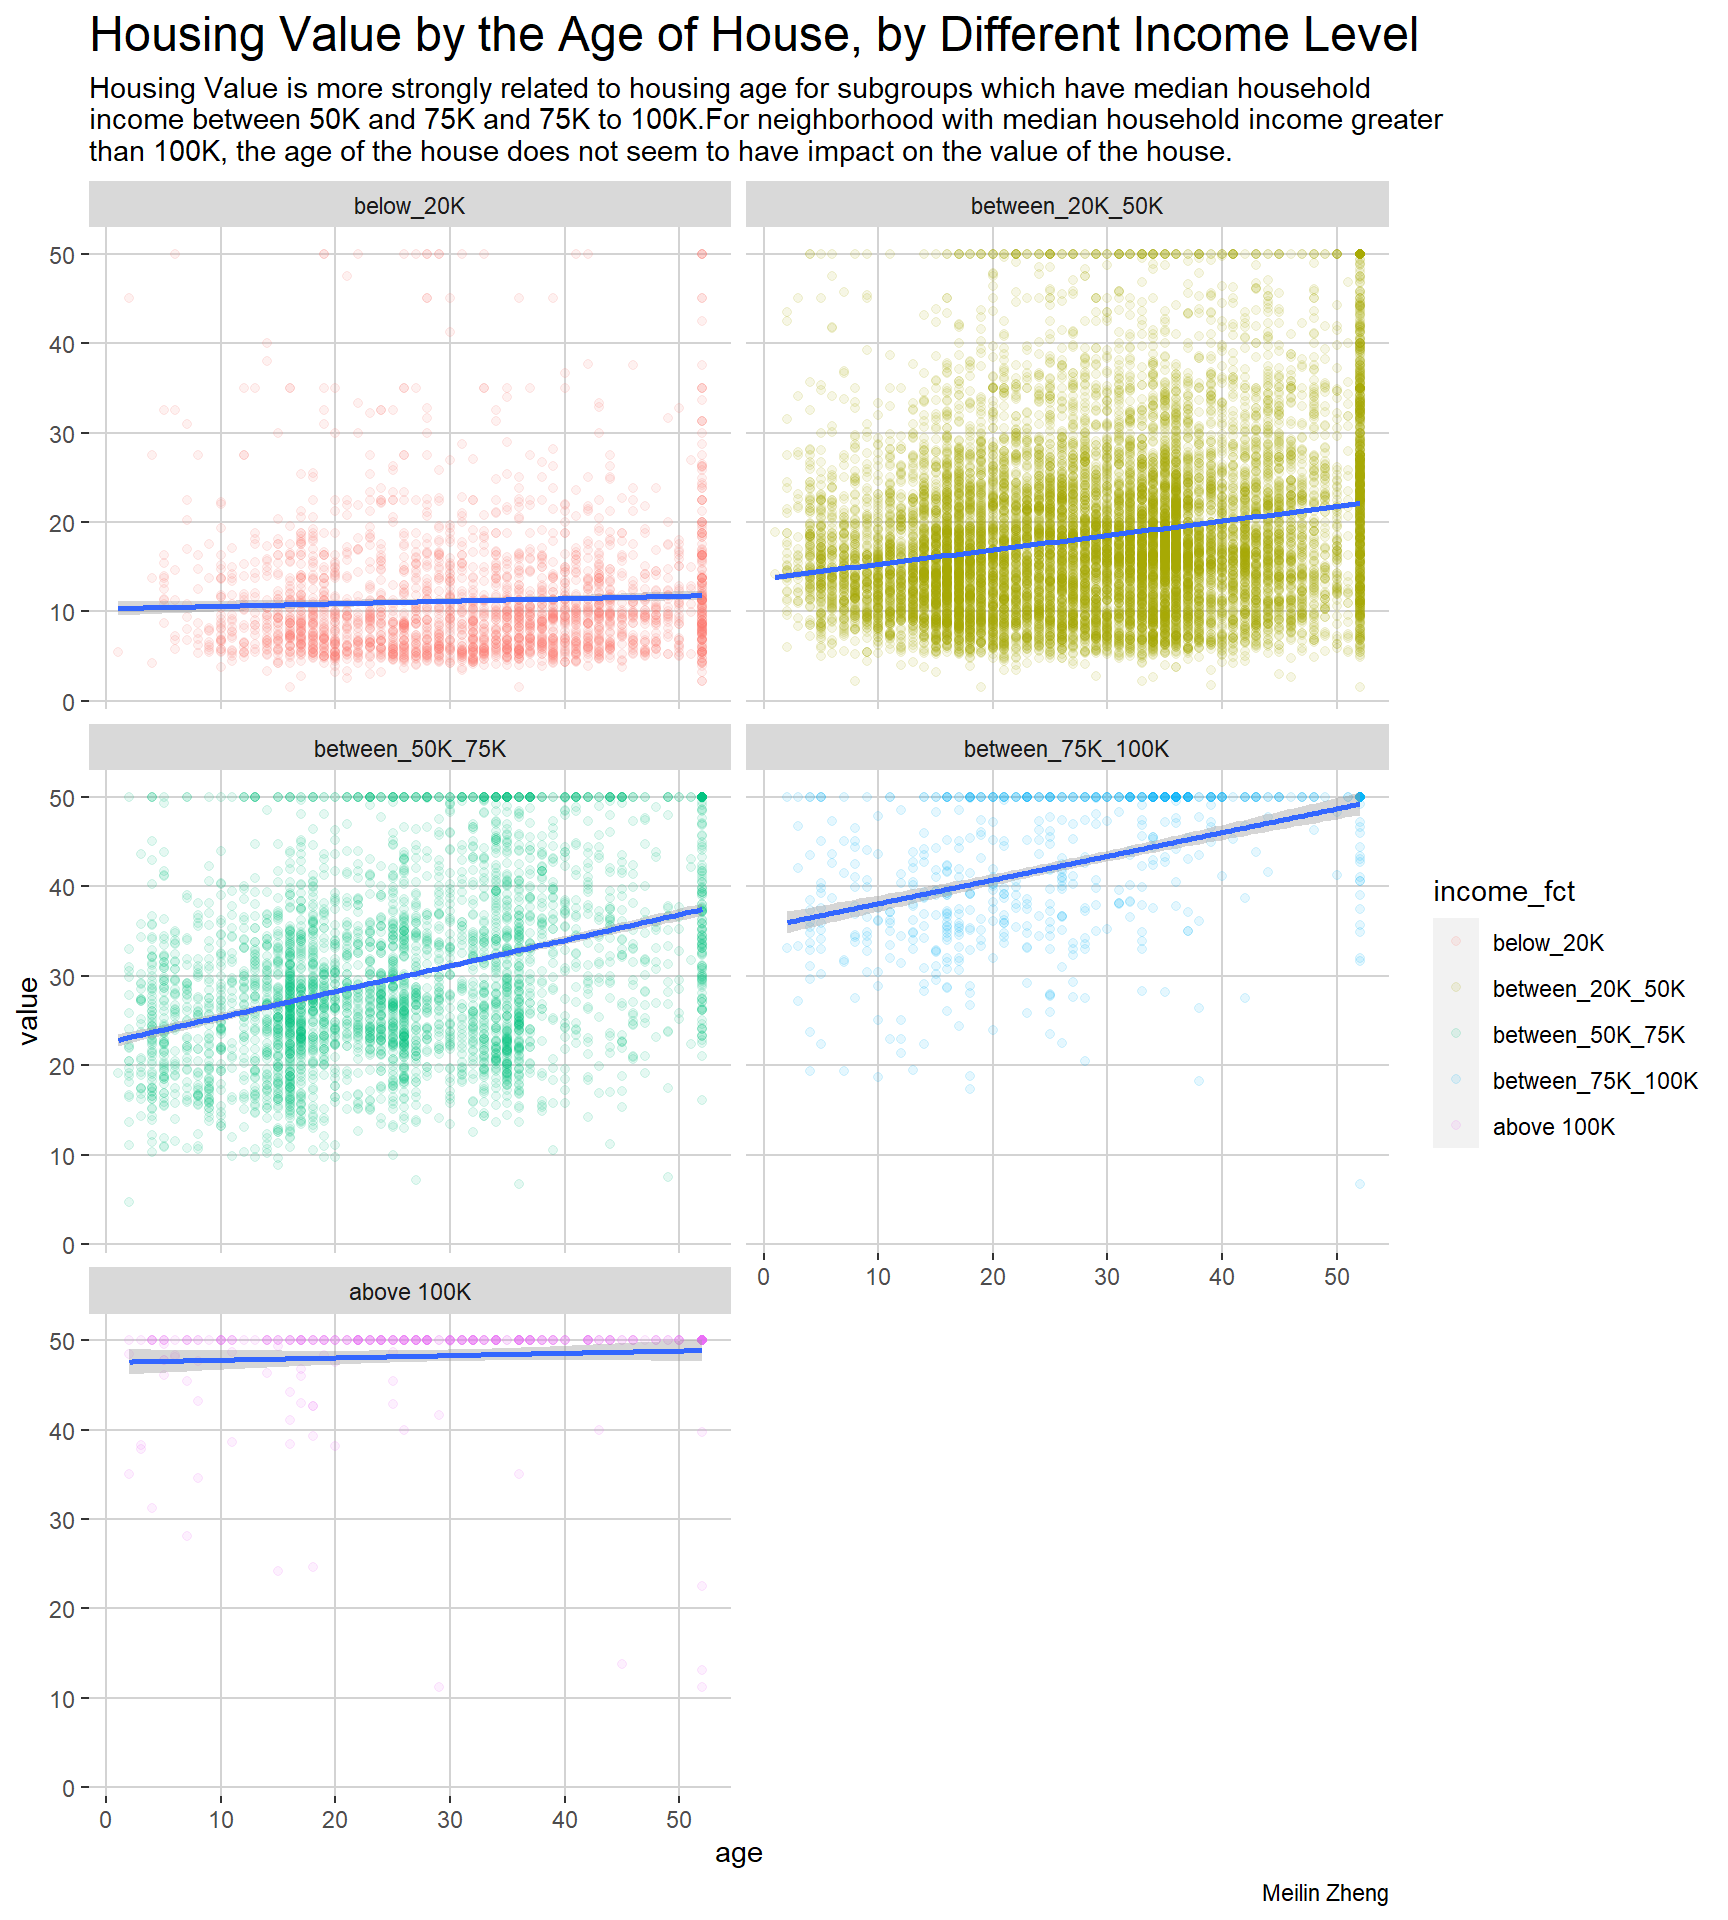 Housing Value by the Age of House, by Different Income Level
Housing Value is more strongly related to housing age for subgroups which have median household
income between 50K and 75K and 75K to 100K.For neighborhood with median household income greater
than 100K, the age of the house does not seem to have impact on the value of the house.
below_20K
between_20K_50K
50
40
30
20
10
0
between_50K_75K
between_75K_100K
50
40
30
20
10
0
0 10 20 30 40 50
above 100K
50
40
30
20
10
0
0 10 20 30 40 50
value
age
income_fct
below_20K
between_20K_50K
between_50K_75K
between_75K_100K
above 100K
Meilin Zheng